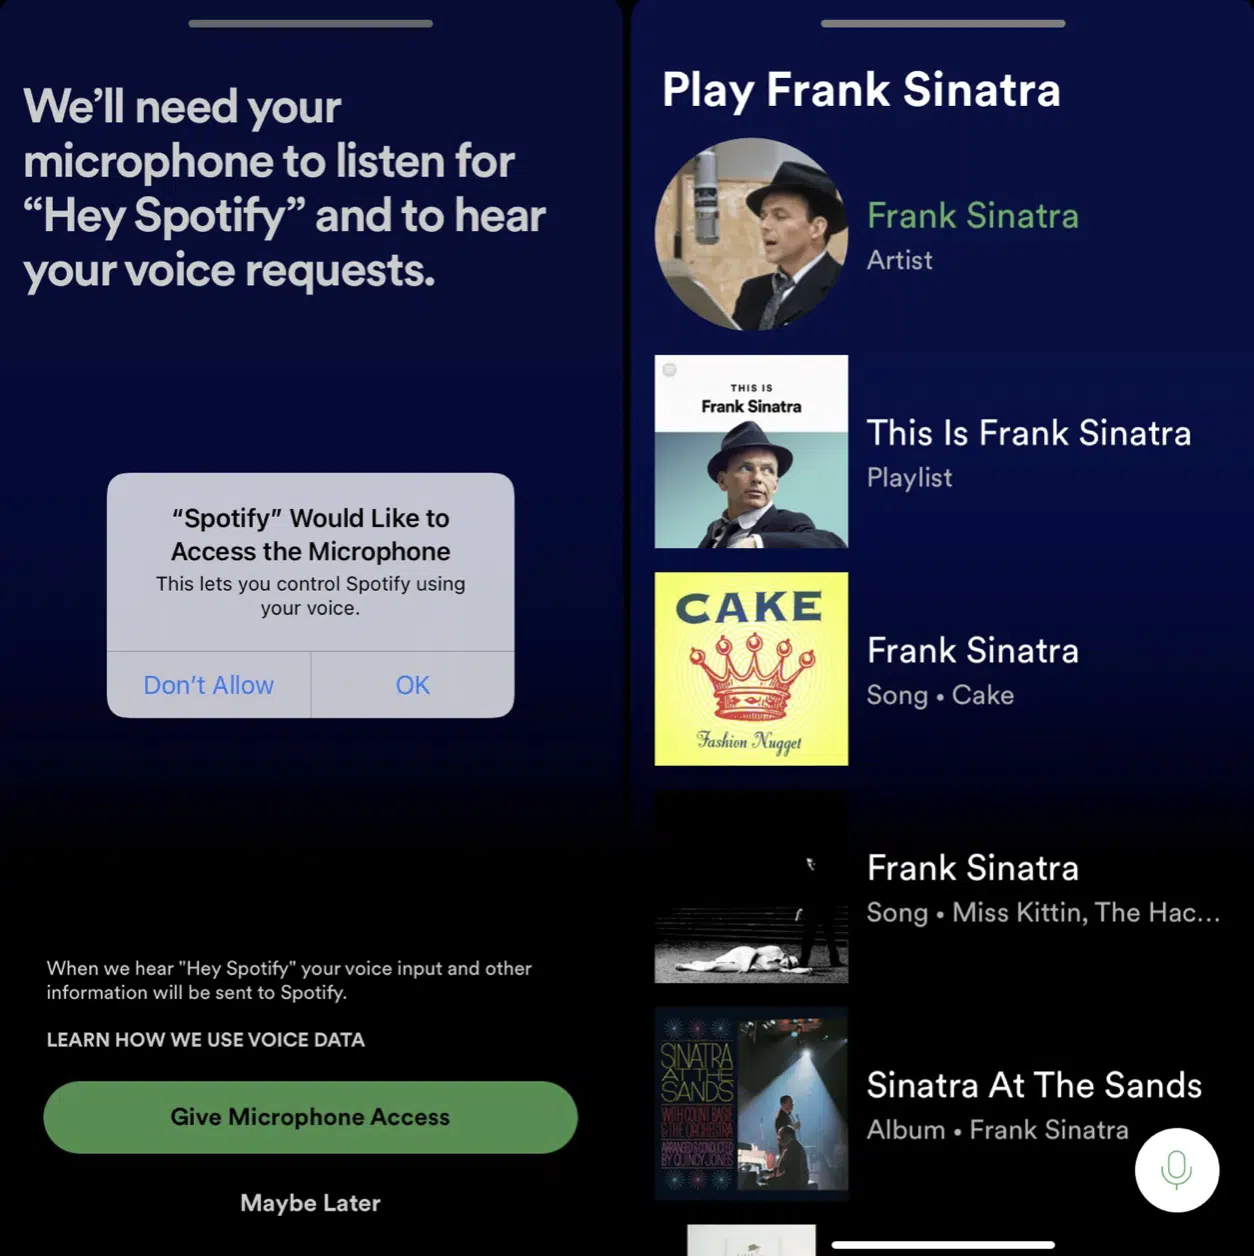 We’ll need your
microphone to listen for
“Hey Spotify” and to hear
your voice requests.
“Spotify” Would Like to
Access the Microphone
This lets you control Spotify using
your voice.
Don’t Allow
OK
When we hear "Hey Spotify" your voice input and other
information will be sent to Spotify.
LEARN HOW WE USE VOICE DATA
Give Microphone Access
Maybe Later
Play Frank Sinatra
Frank Sinatra
Artist
THIS IS
Frank Sinatra
This Is Frank Sinatra
Playlist
CAKE
Fashion Nugget
Frank Sinatra
Song • Cake
Frank Sinatra
Song • Miss Kittin, The Hac...
SINATRA
AT THE
SANDS
WITH COUNT BASIE
& THE ORCHESTRA
ARRANGED & CONDUCTED
BY QUINCY JONES
Sinatra At The Sands
Album • Frank Sinatra